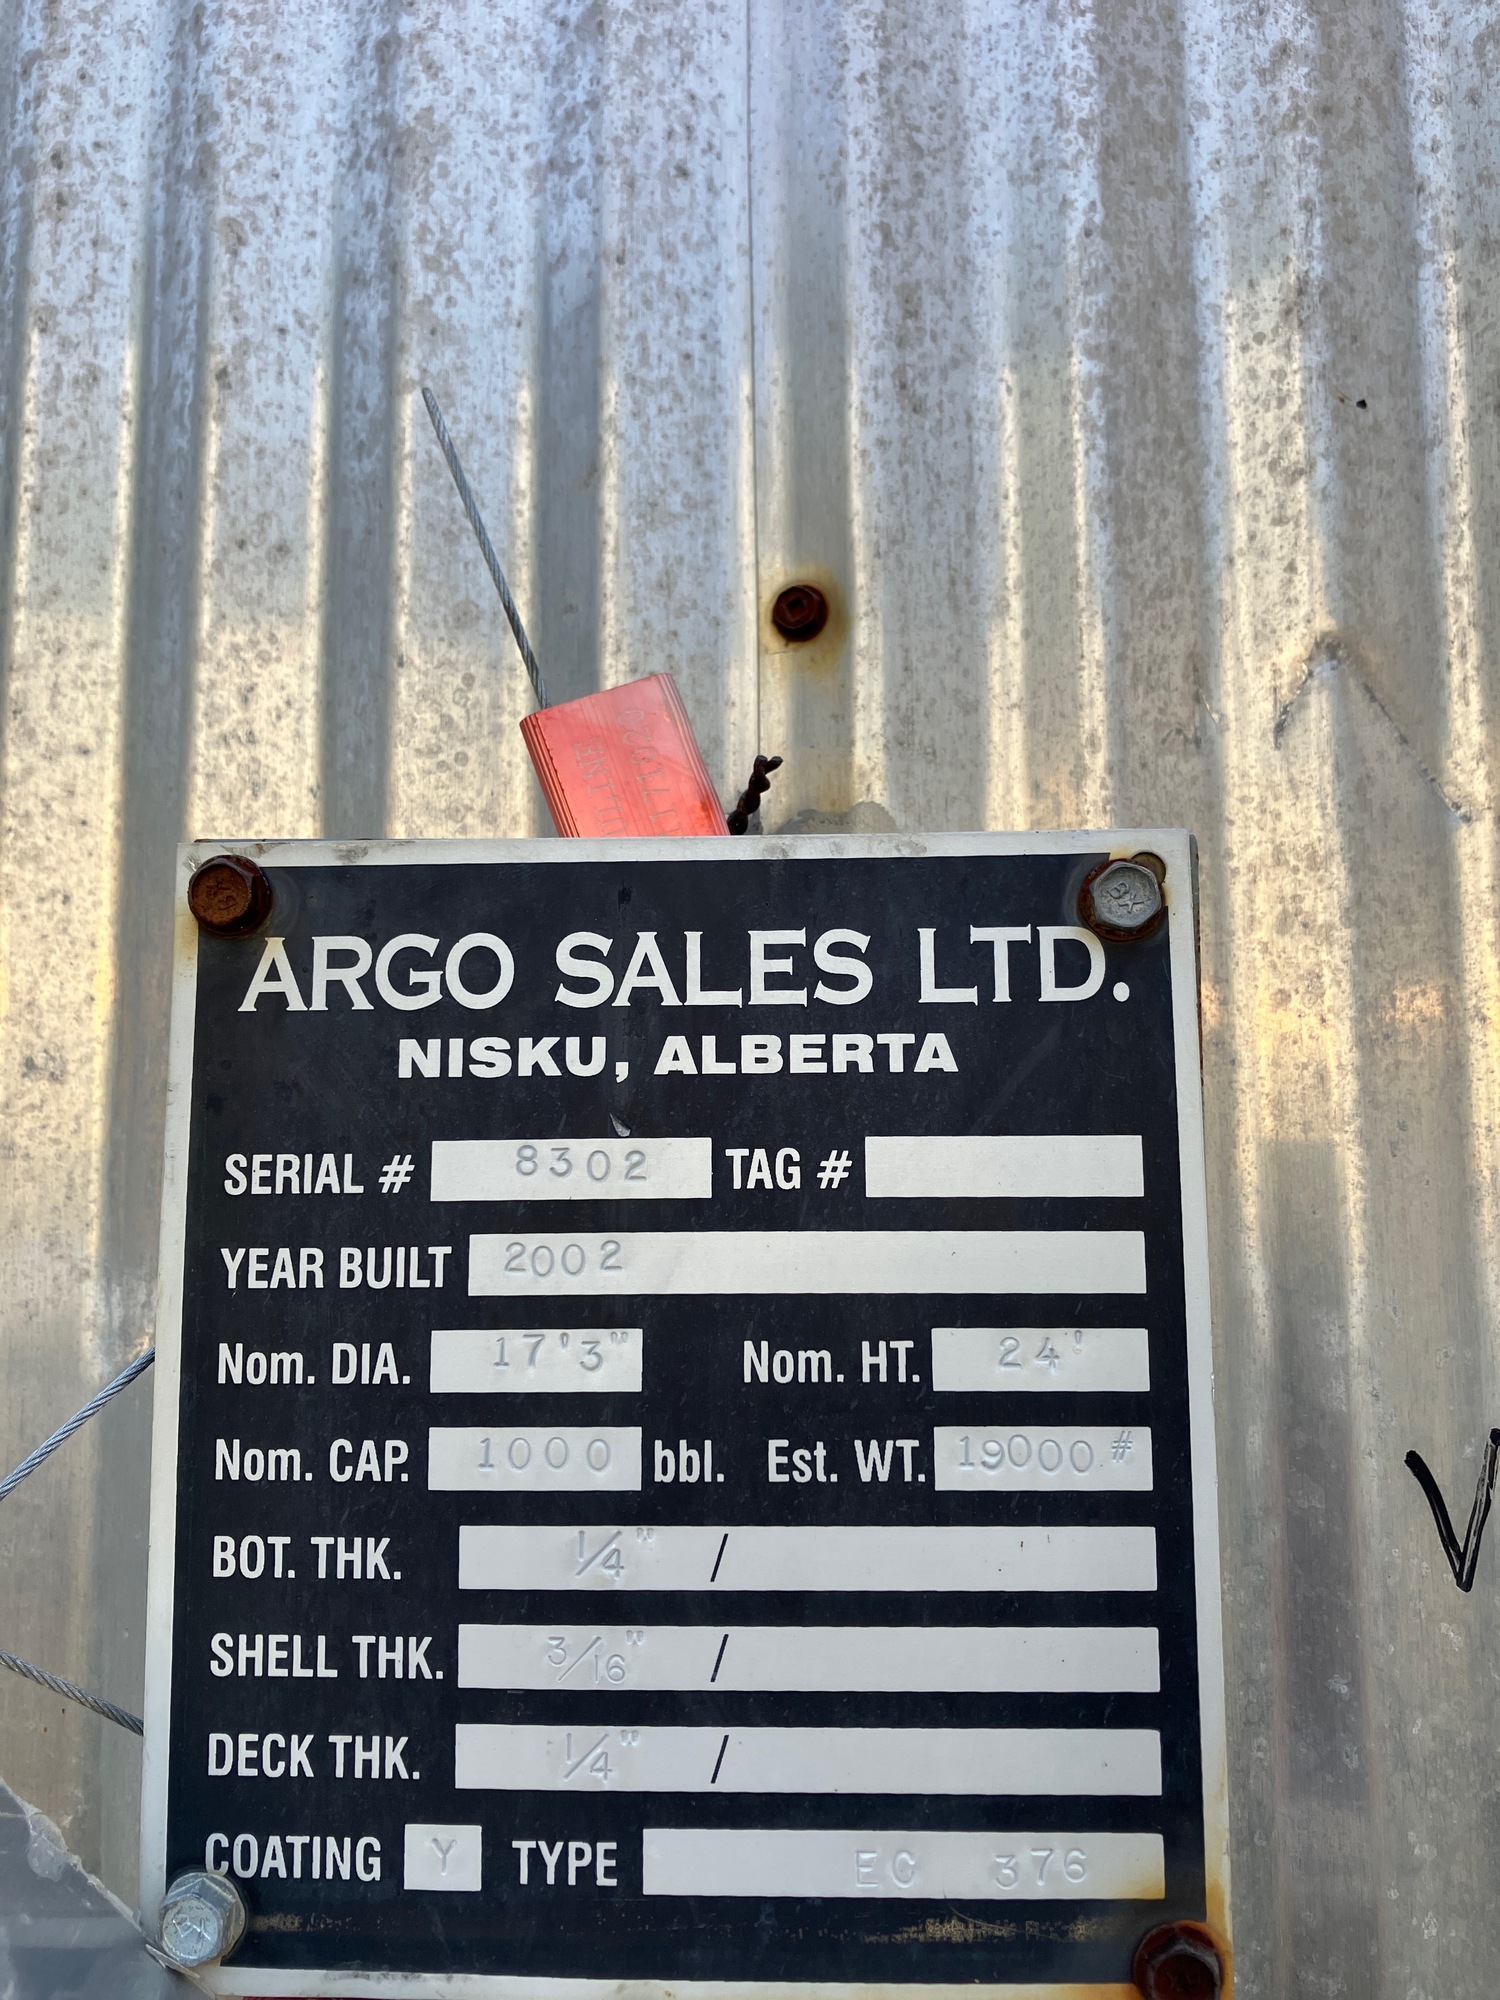 ARGO SALES LTD.
NISKU, ALBERTA
SERIAL # 8302 TAG #
YEAR BUILT 2002
Nom. DIA. 17'3" Nom. HT. 24'
Nom. CAP. 1000 bbl. Est. WT. 19000 #
BOT. THK. 1/4" /
SHELL THK. 3/16" /
DECK THK. 1/4" /
COATING Y TYPE EC 376